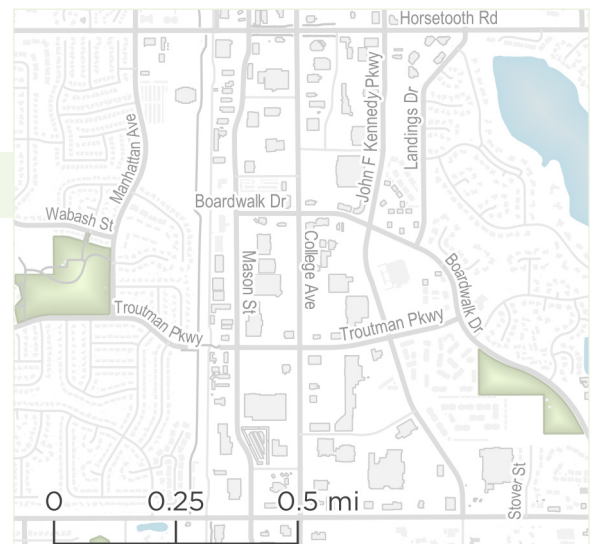 Horsetooth Rd
John F Kennedy Pkwy
Landings Dr
Manhattan Ave
Boardwalk Dr
Wabash St
Mason St
College Ave
Boardwalk Dr
Troutman Pkwy
Troutman Pkwy
Stover St
0 0.25 0.5 mi